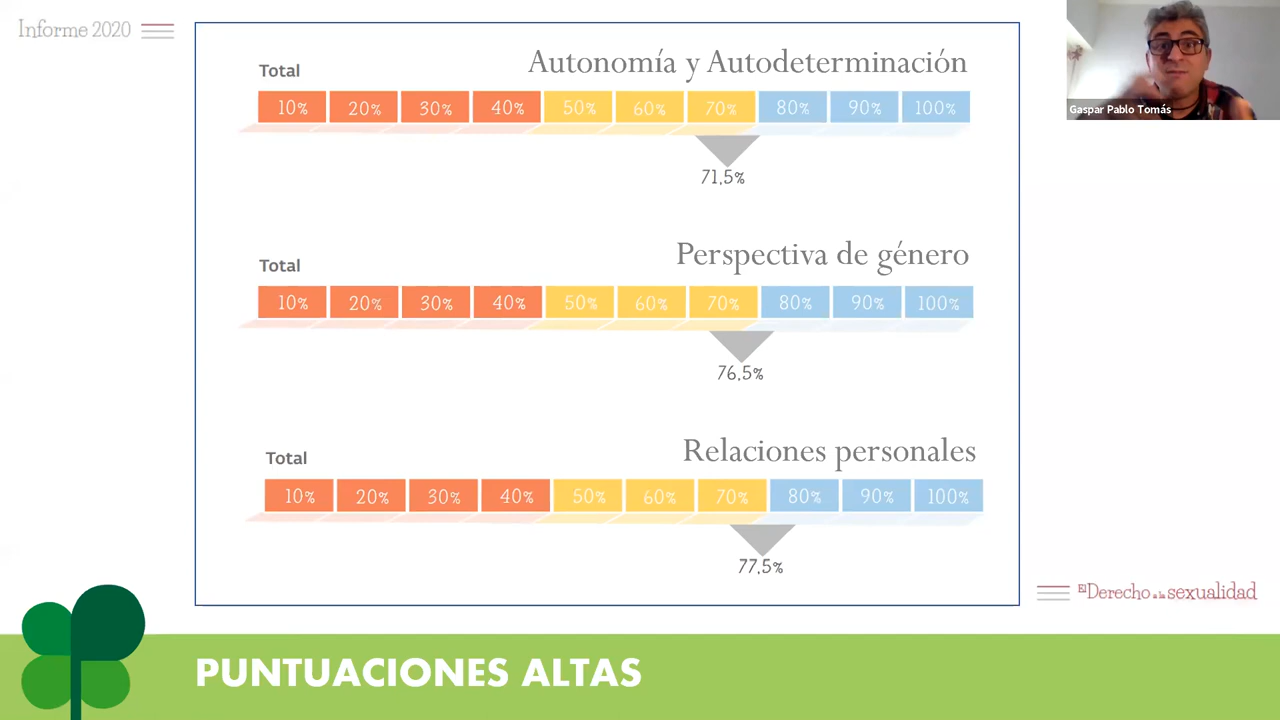 Informe 2020
Gaspar Pablo Tomás
Autonomía y Autodeterminación
Total
10% 20% 30% 40% 50% 60% 70% 80% 90% 100%
71,5%
Perspectiva de género
Total
10% 20% 30% 40% 50% 60% 70% 80% 90% 100%
76,5%
Relaciones personales
Total
10% 20% 30% 40% 50% 60% 70% 80% 90% 100%
77,5%
El Derecho a la sexualidad
PUNTUACIONES ALTAS